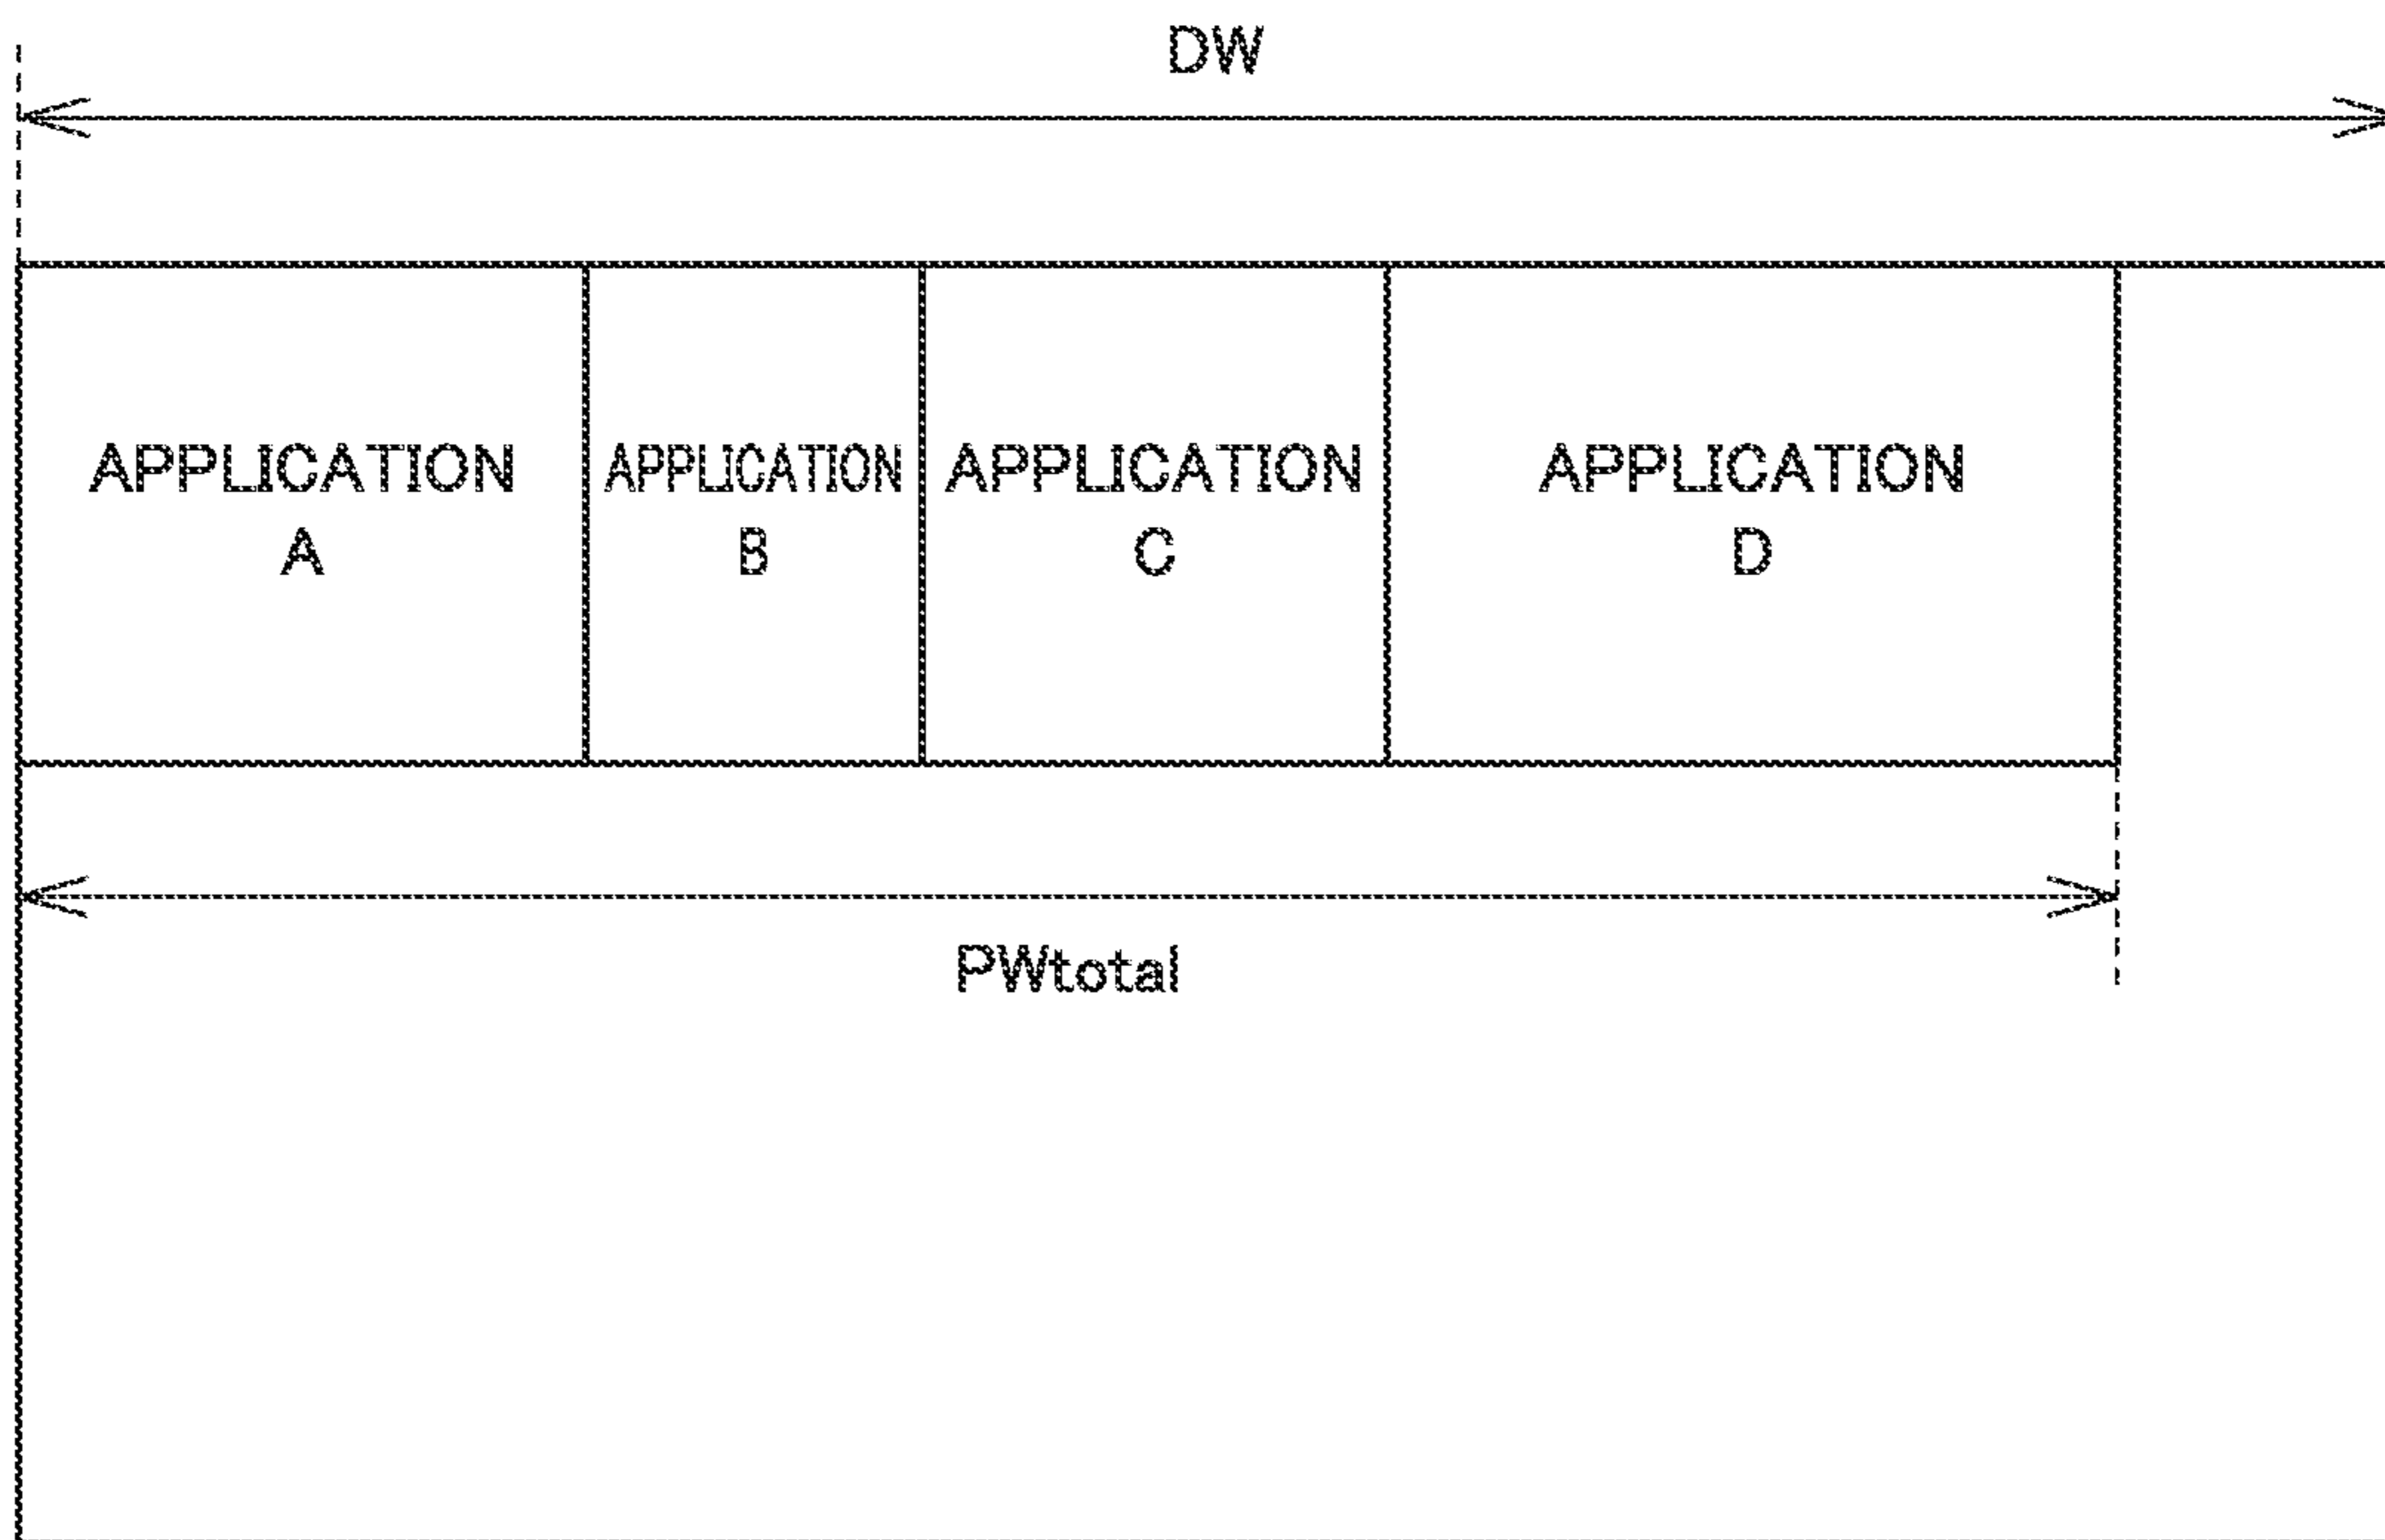 DW
APPLICATION
A
APPLICATION
B
APPLICATION
C
APPLICATION
D
PWtotal